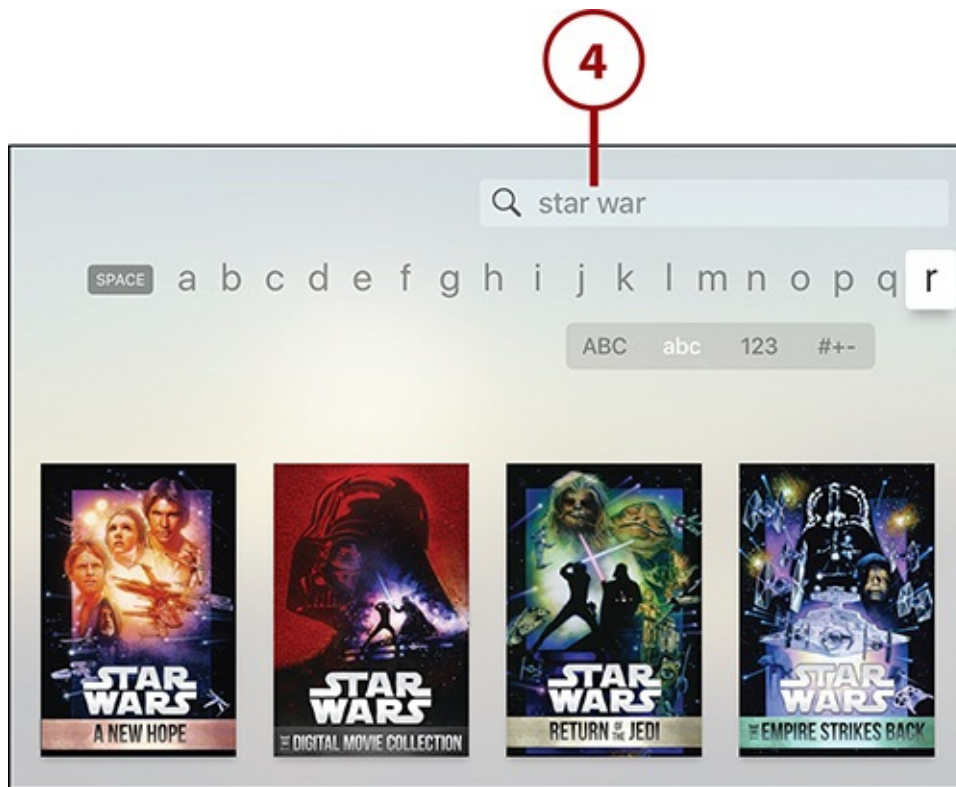 4
star war
SPACE a b c d e f g h i j k l m n o p q r
ABC abc 123 #+-
STAR WARS
A NEW HOPE
STAR WARS
THE DIGITAL MOVIE COLLECTION
STAR WARS
RETURN OF THE JEDI
STAR WARS
THE EMPIRE STRIKES BACK